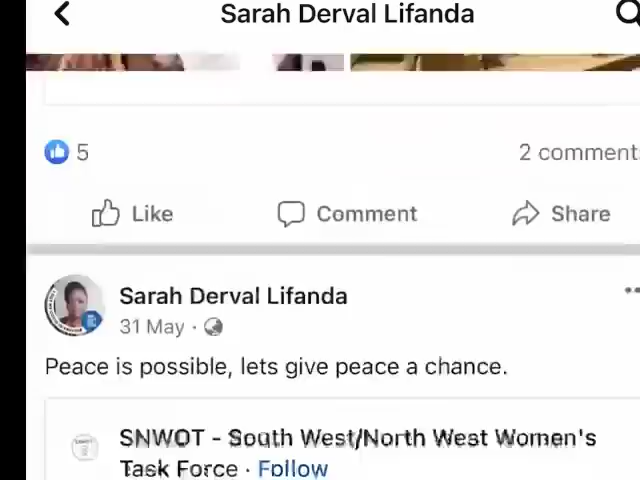 Sarah Derval Lifanda
5
2 comment
Like
Comment
Share
Sarah Derval Lifanda
31 May ·
Peace is possible, lets give peace a chance.
SNWOT - South West/North West Women's
Task Force · Follow